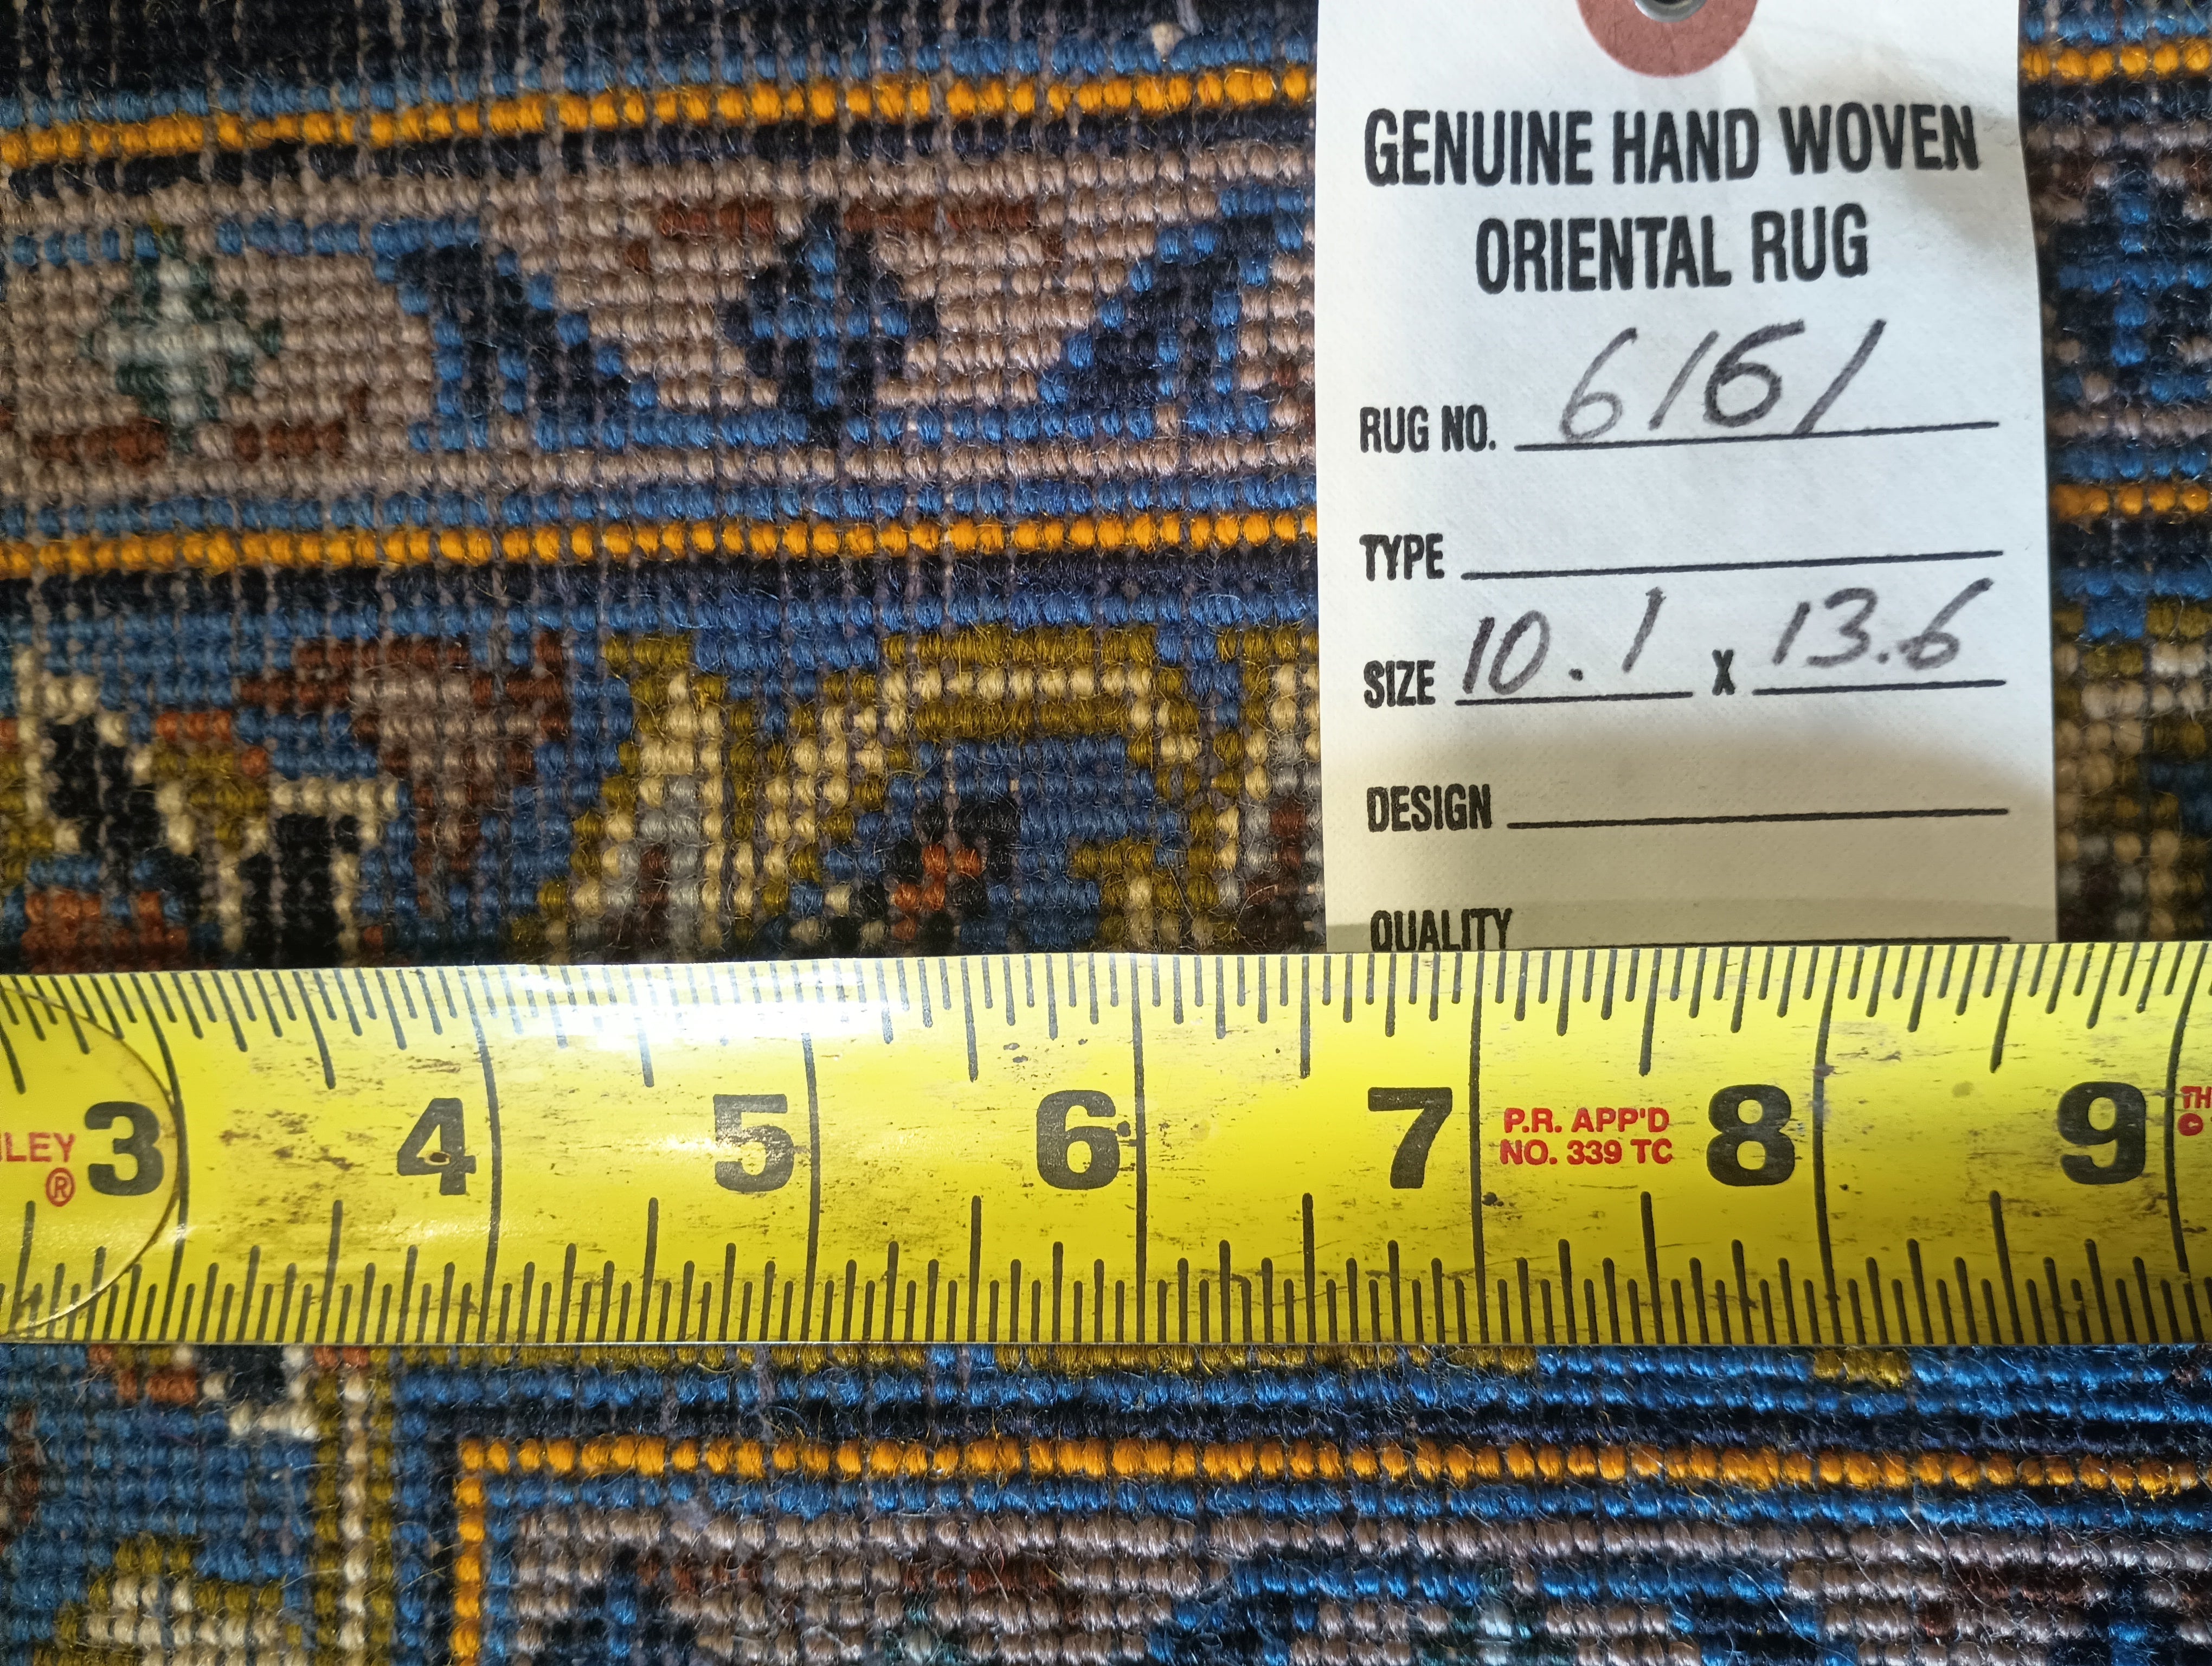 GENUINE HAND WOVEN
ORIENTAL RUG
RUG NO. 6161
TYPE
SIZE 10.1 X 13.6
DESIGN
QUALITY
3 4 5 6 7 8 9
P.R. APP'D
NO. 339 TC
®
©